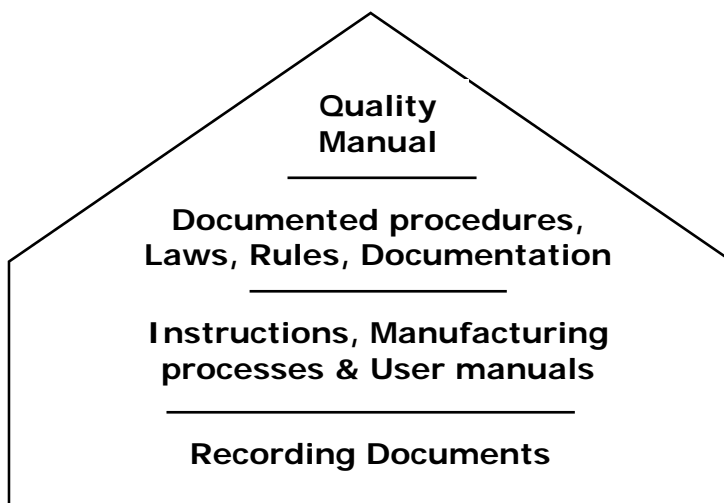 Quality
Manual
Documented procedures,
Laws, Rules, Documentation
Instructions, Manufacturing
processes & User manuals
Recording Documents